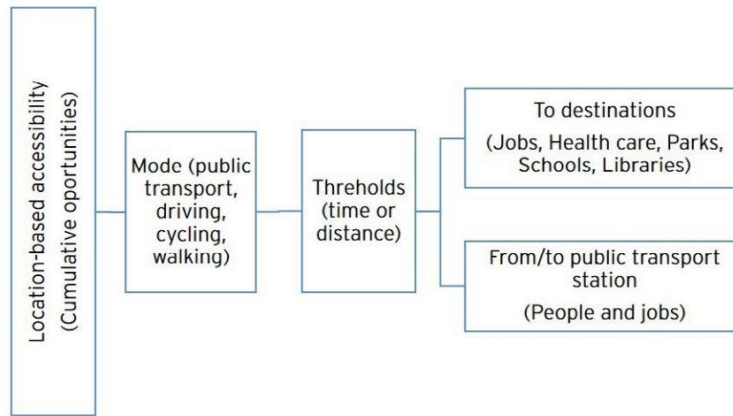 Location-based accessibility
(Cumulative oportunities)
Mode (public
transport,
driving,
cycling,
walking)
Threholds
(time or
distance)
To destinations
(Jobs, Health care, Parks,
Schools, Libraries)
From/to public transport
station
(People and jobs)